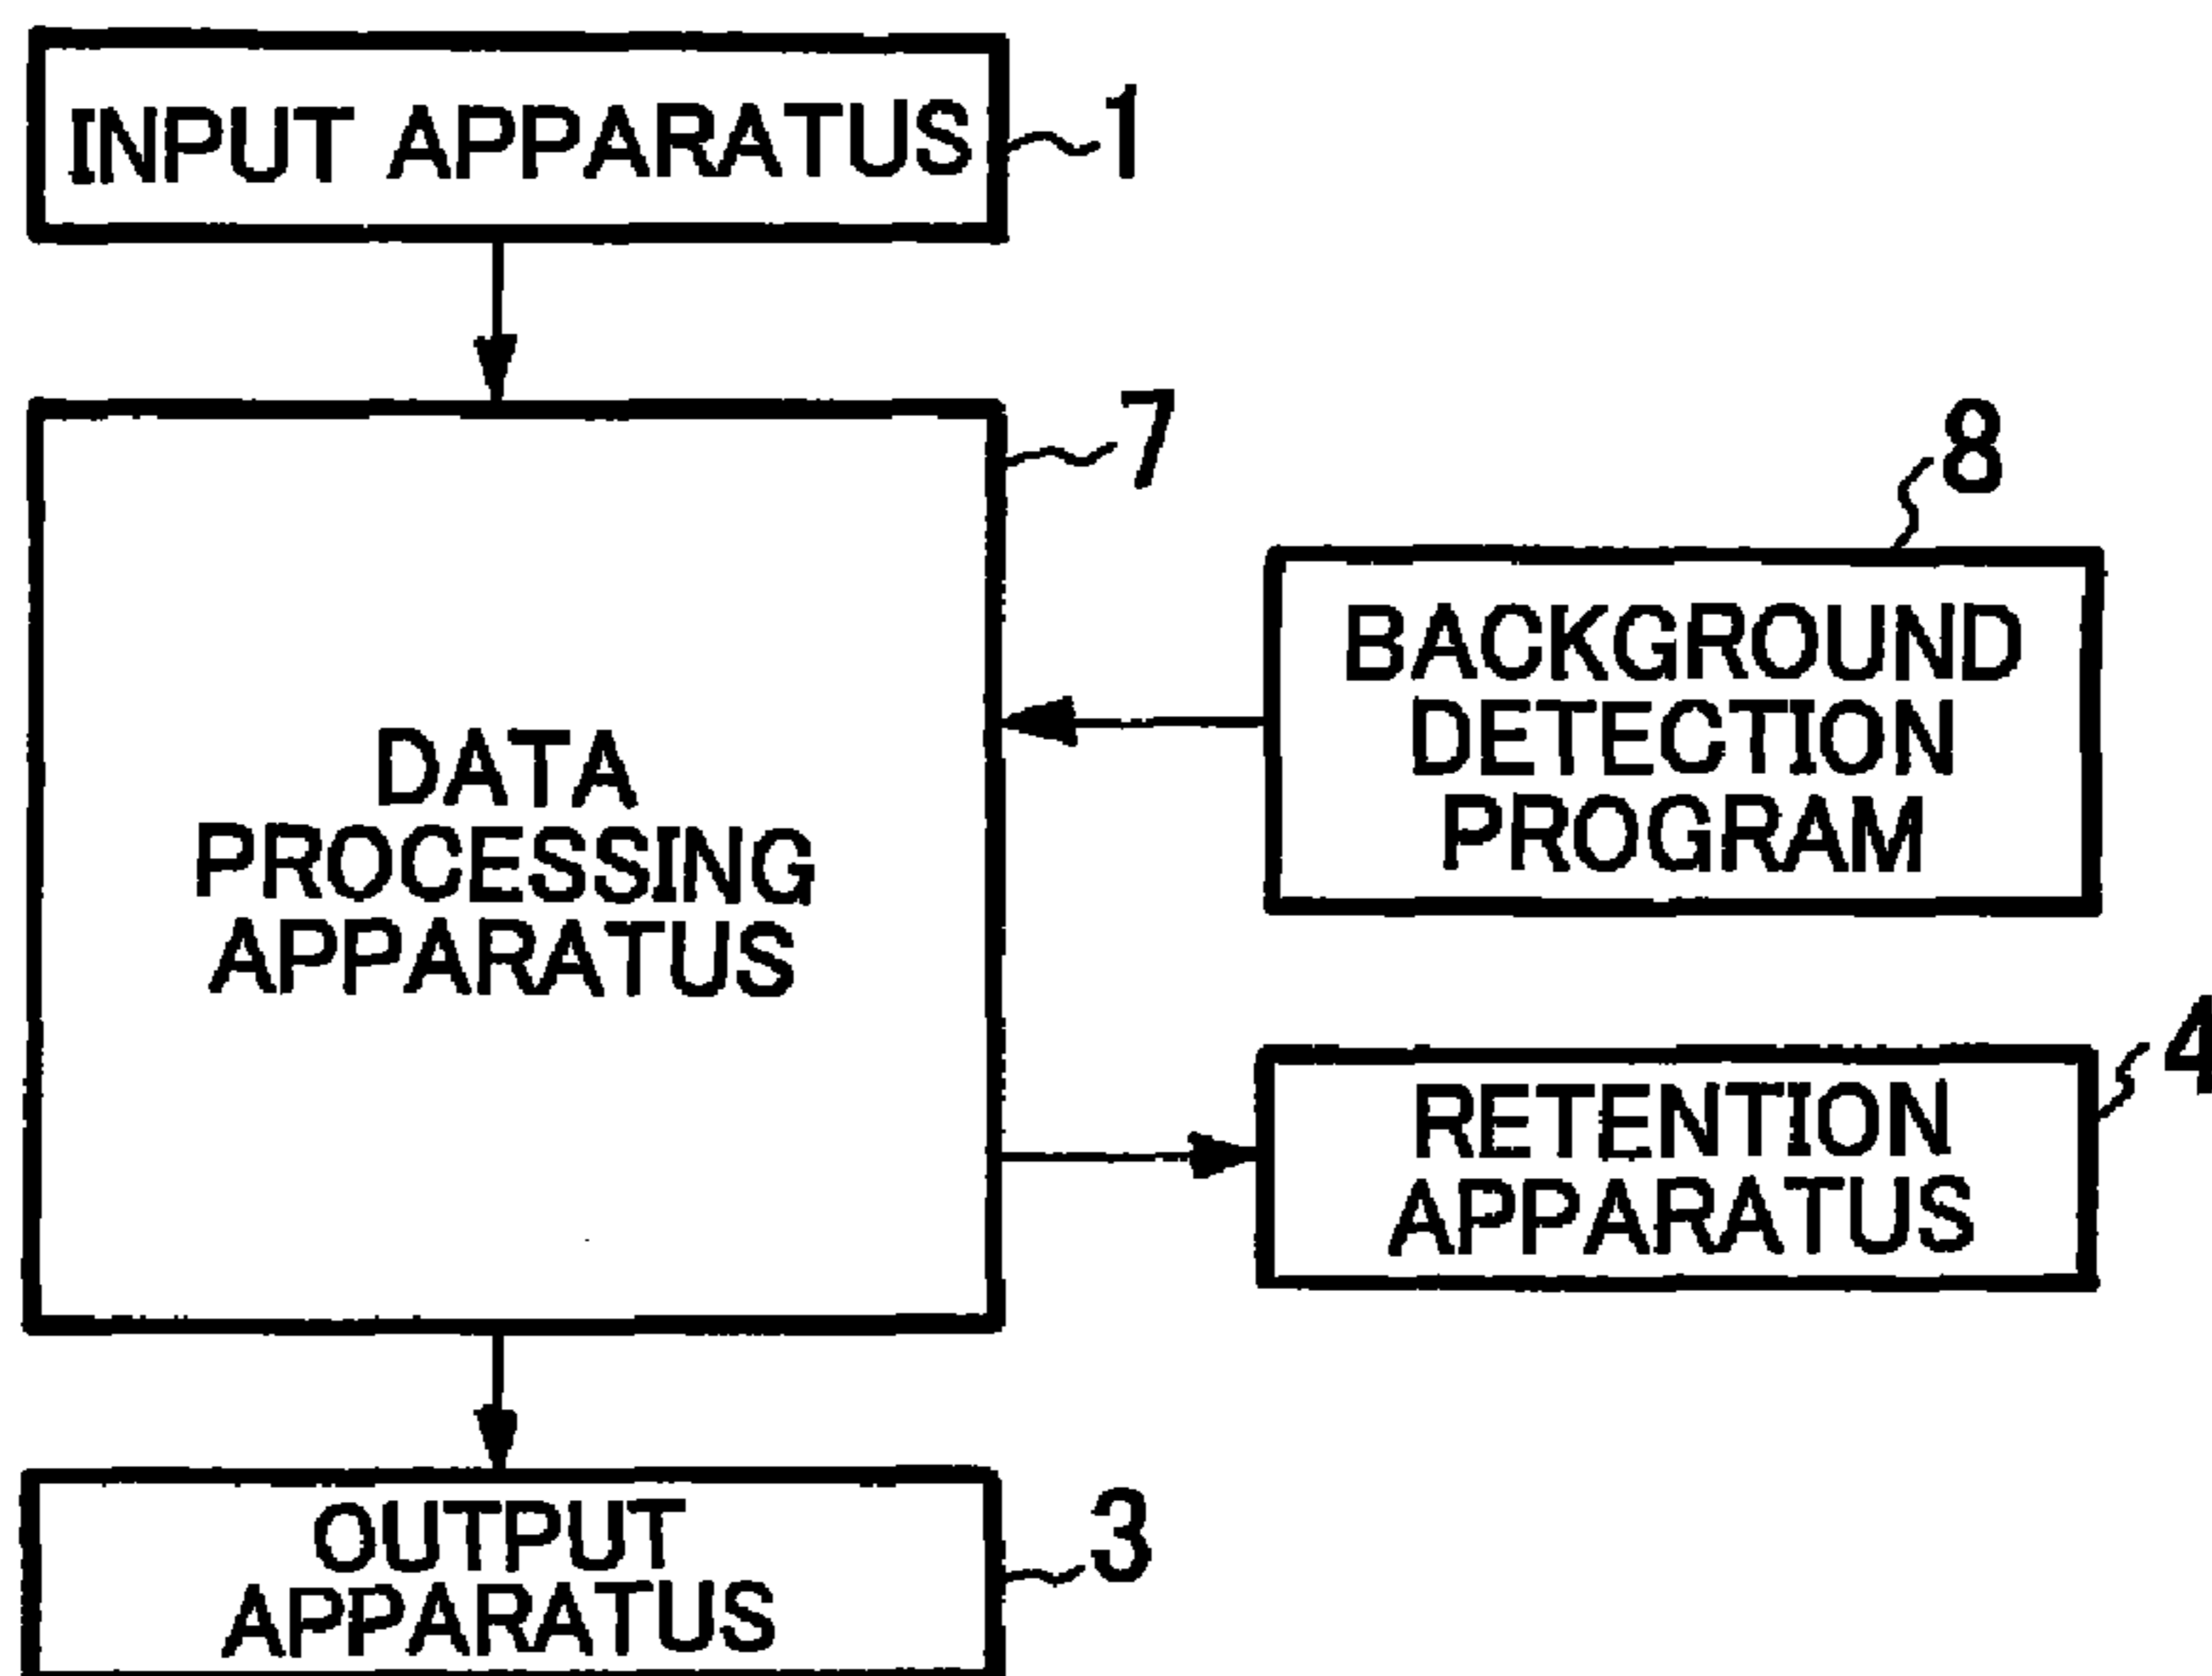 INPUT APPARATUS
1
7
8
DATA
PROCESSING
APPARATUS
BACKGROUND
DETECTION
PROGRAM
4
RETENTION
APPARATUS
OUTPUT
APPARATUS
3